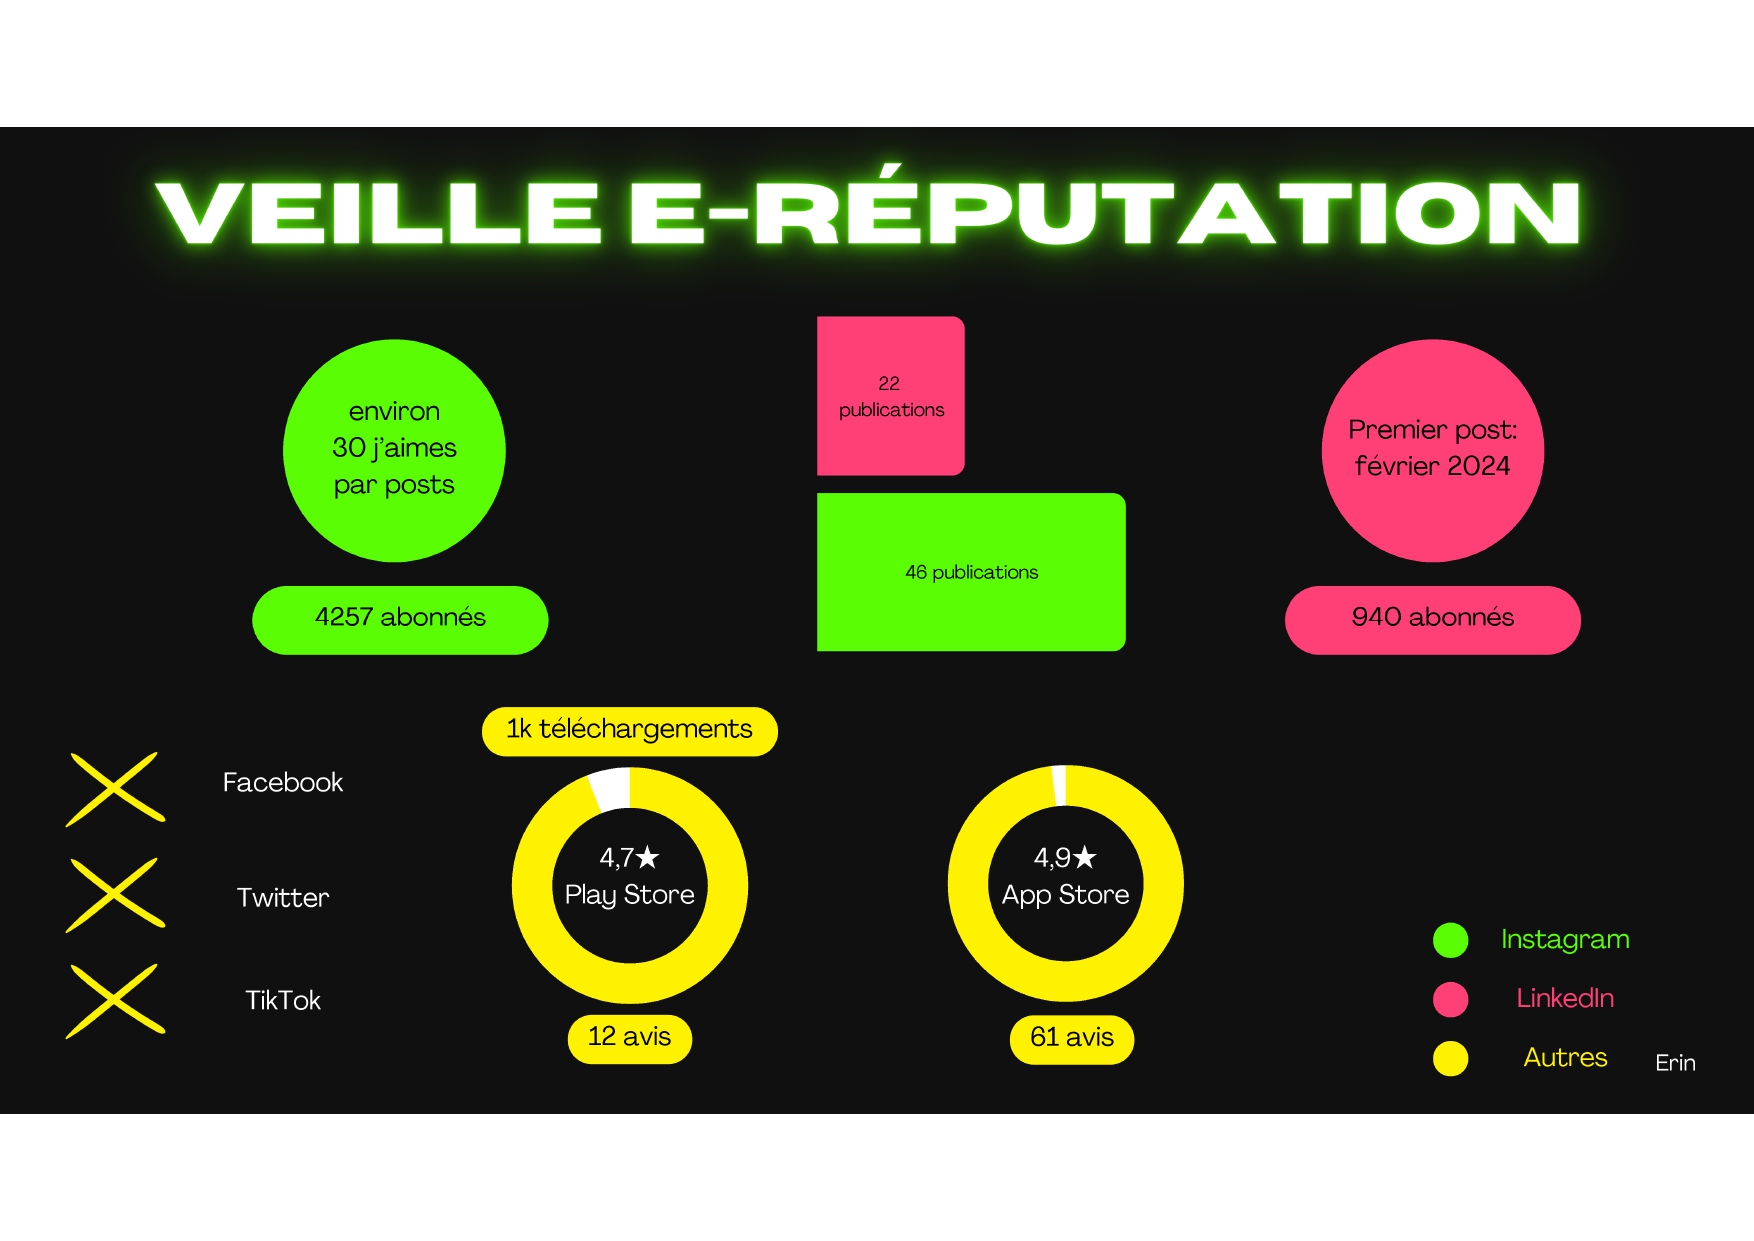 VEILLE E-RÉPUTATION
environ
30 j’aimes
par posts
4257 abonnés
22
publications
46 publications
Premier post:
février 2024
940 abonnés
Facebook
Twitter
TikTok
1k téléchargements
4,7★
Play Store
12 avis
4,9★
App Store
61 avis
Instagram
LinkedIn
Autres
Erin